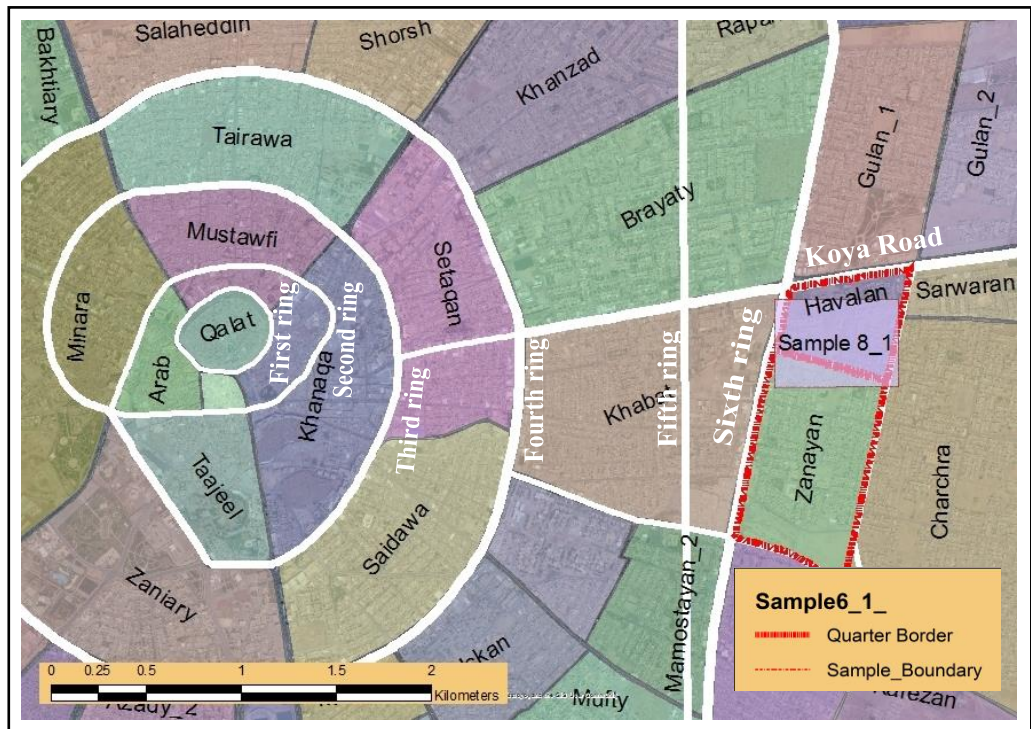 Bakhtiary
Salaheddin
Shorsh
Rapa
Khanzad
Tairawa
Gulan_1
Gulan_2
Brayaty
Mustawfi
Setaqan
Koya Road
Minara
Qalat
First ring
Second ring
Havalan
Sarwaran
Sample 8_1
Arab
Khanaqa
Third ring
Fourth ring
Khabat
Fifth ring
Sixth ring
Zanayan
Charchra
Taajeel
Saidawa
Zaniary
Mamostayan_2
Skan
Mufty
Sample6_1_
Quarter Border
Sample_Boundary
0 0.25 0.5 1 1.5 2
Kilometers